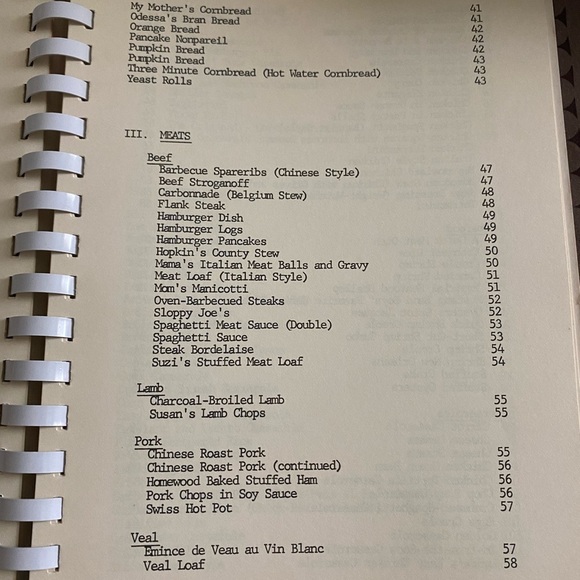 My Mother's Cornbread 41
Odessa's Bran Bread 41
Orange Bread 42
Pancake Nonpareil 42
Pumpkin Bread 42
Pumpkin Bread 43
Three Minute Cornbread (Hot Water Cornbread) 43
Yeast Rolls 43
III. MEATS
Beef
Barbecue Spareribs (Chinese Style) 47
Beef Stroganoff 47
Carbonnade (Belgium Stew) 48
Flank Steak 48
Hamburger Dish 49
Hamburger Logs 49
Hamburger Pancakes 49
Hopkin's County Stew 50
Mama's Italian Meat Balls and Gravy 50
Meat Loaf (Italian Style) 51
Mom's Manicotti 51
Oven-Barbecued Steaks 52
Sloppy Joe's 52
Spaghetti Meat Sauce (Double) 53
Spaghetti Sauce 53
Steak Bordelaise 54
Suzi's Stuffed Meat Loaf 54
Lamb
Charcoal-Broiled Lamb 55
Susan's Lamb Chops 55
Pork
Chinese Roast Pork 55
Chinese Roast Pork (continued) 56
Homewood Baked Stuffed Ham 56
Pork Chops in Soy Sauce 56
Swiss Hot Pot 57
Veal
Emince de Veau au Vin Blanc 57
Veal Loaf 58